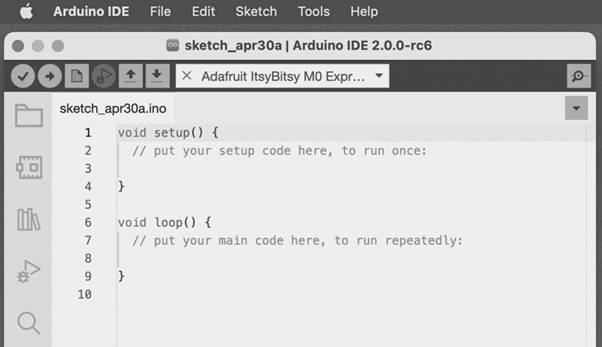 Arduino IDE File Edit Sketch Tools Help
sketch_apr30a | Arduino IDE 2.0.0-rc6
Adafruit ItsyBitsy M0 Expr...
sketch_apr30a.ino
1 void setup() {
2 // put your setup code here, to run once:
3
4 }
5
6 void loop() {
7 // put your main code here, to run repeatedly:
8
9 }
10